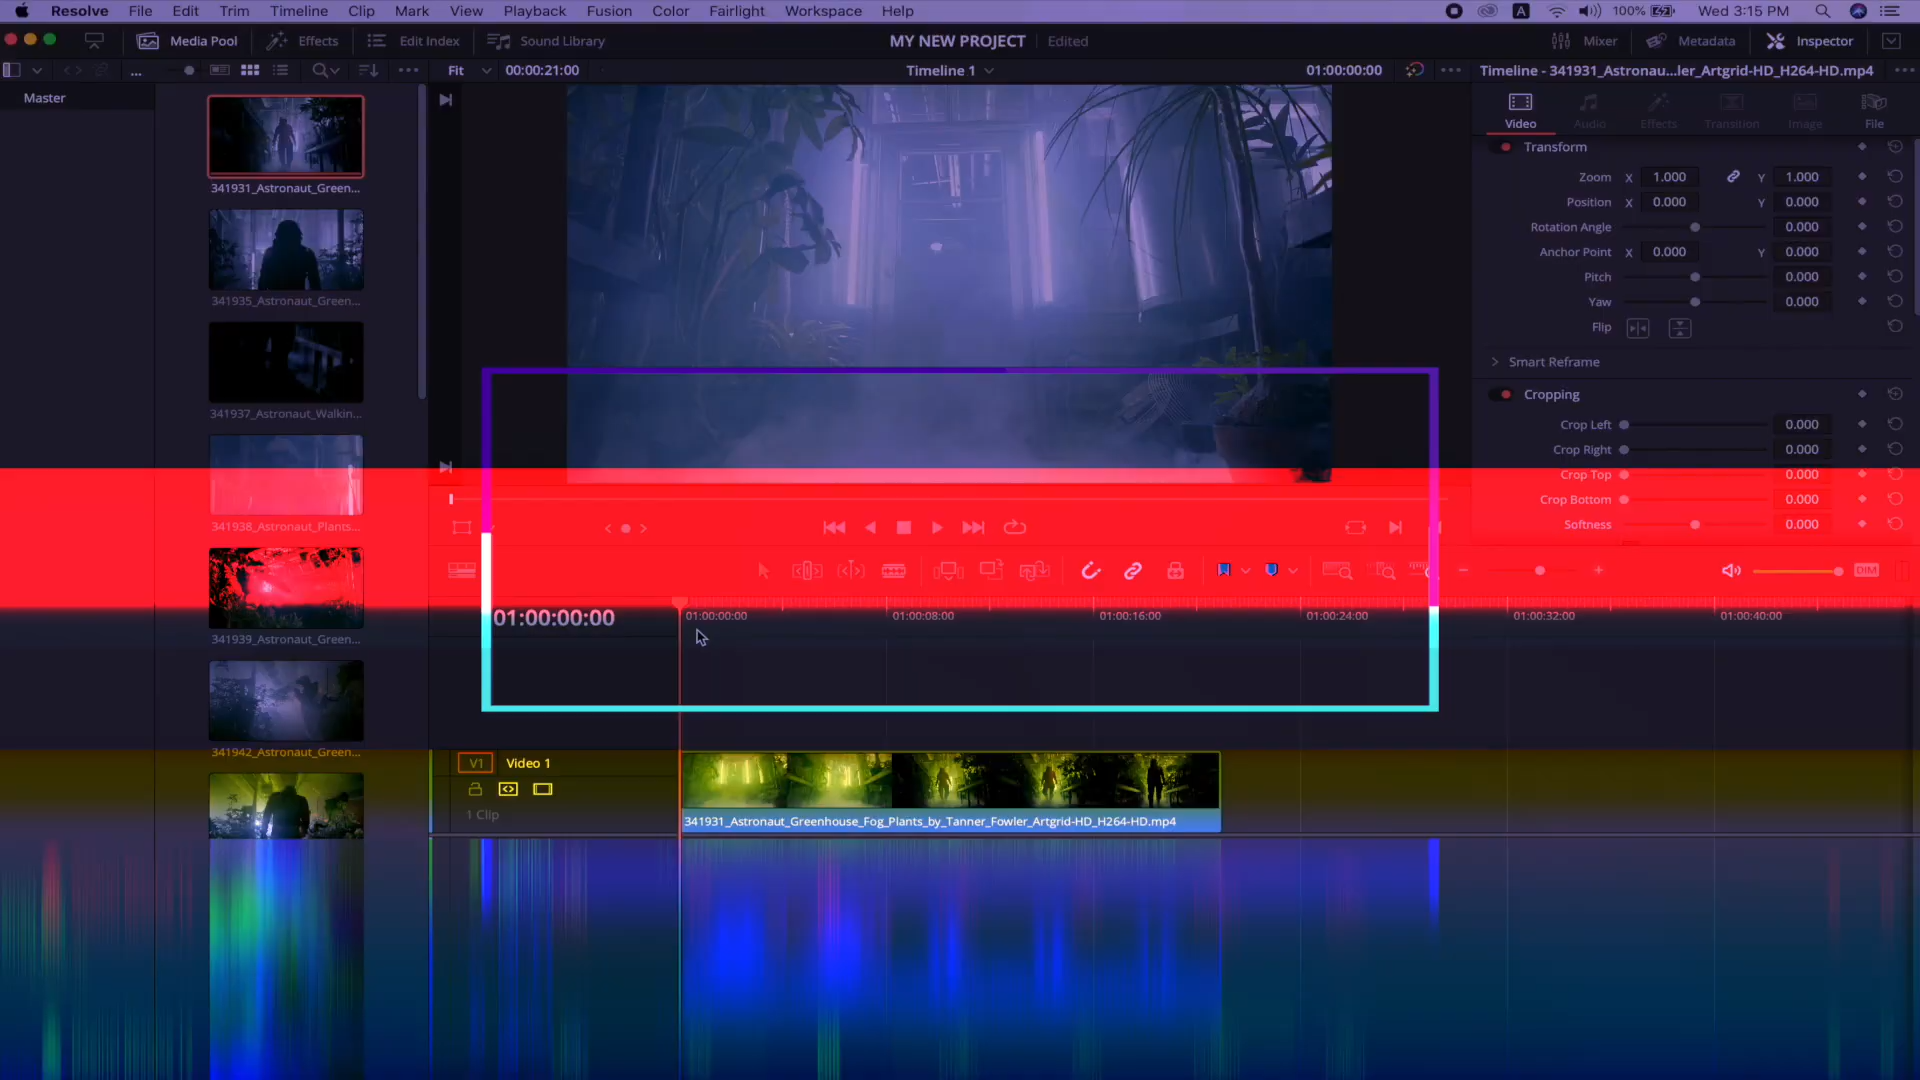 Resolve File Edit Trim Timeline Clip Mark View Playback Fusion Color Fairlight Workspace Help
A 100% Wed 3:15 PM
Media Pool Effects Edit Index Sound Library
MY NEW PROJECT Edited
Mixer Metadata Inspector
Fit 00:00:21:00 Timeline 1 01:00:00:00
Timeline - 341931_Astronau...ler_Artgrid-HD_H264-HD.mp4
Master
341931_Astronaut_Green...
341935_Astronaut_Green...
341937_Astronaut_Walkin...
341938_Astronaut_Plants...
341939_Astronaut_Green...
341942_Astronaut_Green...
Video Audio Effects Transition Image File
Transform
Zoom X 1.000 Y 1.000
Position X 0.000 Y 0.000
Rotation Angle 0.000
Anchor Point X 0.000 Y 0.000
Pitch 0.000
Yaw 0.000
Flip
Smart Reframe
Cropping
Crop Left 0.000
Crop Right 0.000
Crop Top 0.000
Crop Bottom 0.000
Softness 0.000
DIM
01:00:00:00
01:00:00:00 01:00:08:00 01:00:16:00 01:00:24:00 01:00:32:00 01:00:40:00
V1 Video 1
1 Clip
341931_Astronaut_Greenhouse_Fog_Plants_by_Tanner_Fowler_Artgrid-HD_H264-HD.mp4